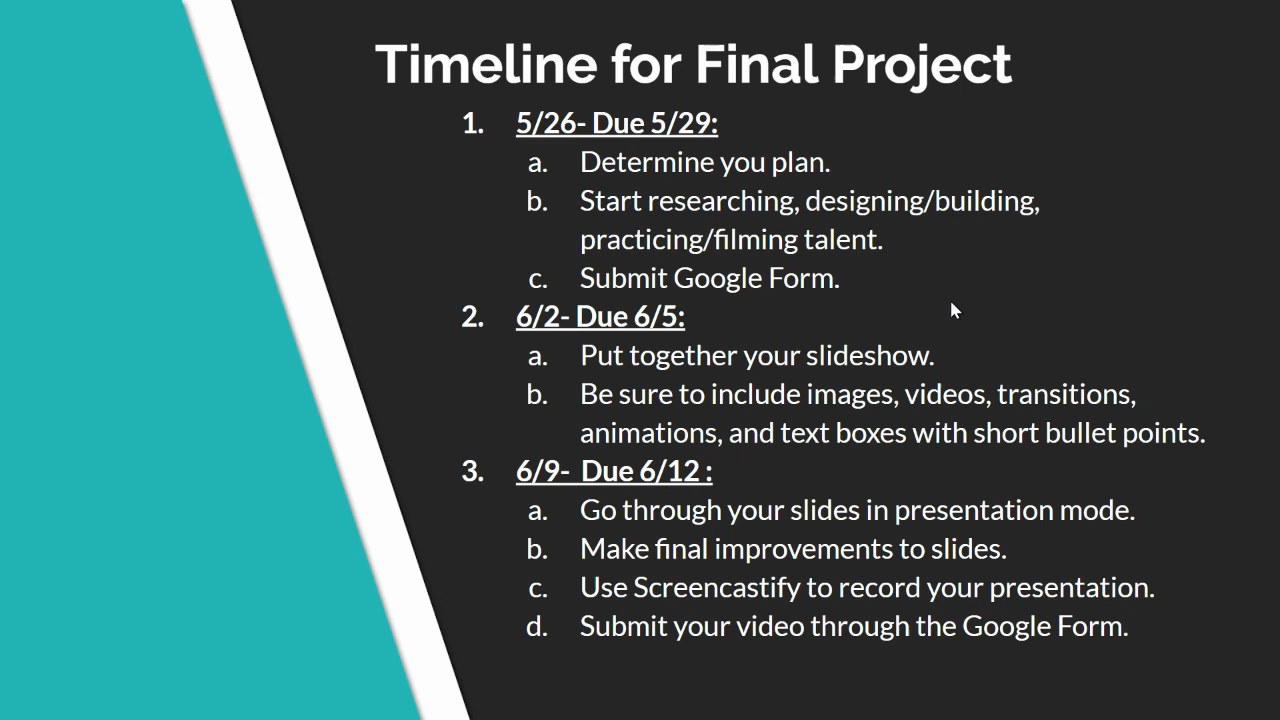 Timeline for Final Project
1. 5/26- Due 5/29:
a. Determine you plan.
b. Start researching, designing/building,
practicing/filming talent.
c. Submit Google Form.
2. 6/2- Due 6/5:
a. Put together your slideshow.
b. Be sure to include images, videos, transitions,
animations, and text boxes with short bullet points.
3. 6/9-  Due 6/12 :
a. Go through your slides in presentation mode.
b. Make final improvements to slides.
c. Use Screencastify to record your presentation.
d. Submit your video through the Google Form.